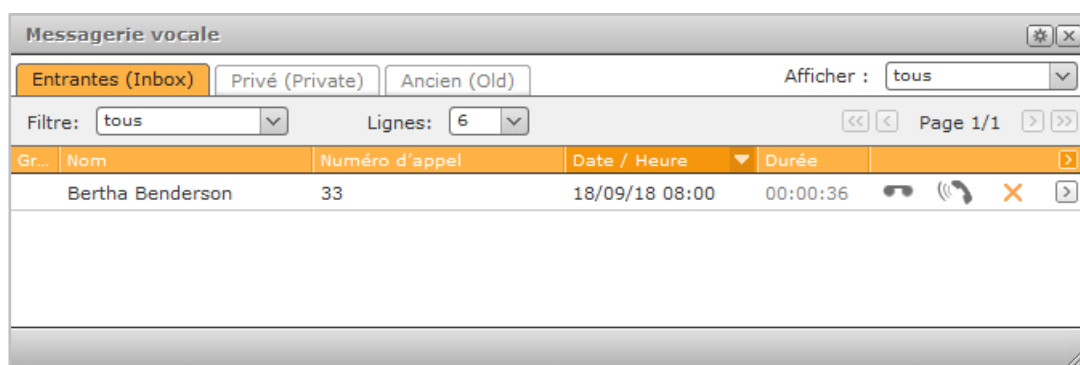 Messagerie vocale
Entrantes (Inbox) Privé (Private) Ancien (Old) Afficher : tous
Filtre: tous Lignes: 6 Page 1/1
Gr... Nom Numéro d'appel Date / Heure Durée
Bertha Benderson 33 18/09/18 08:00 00:00:36